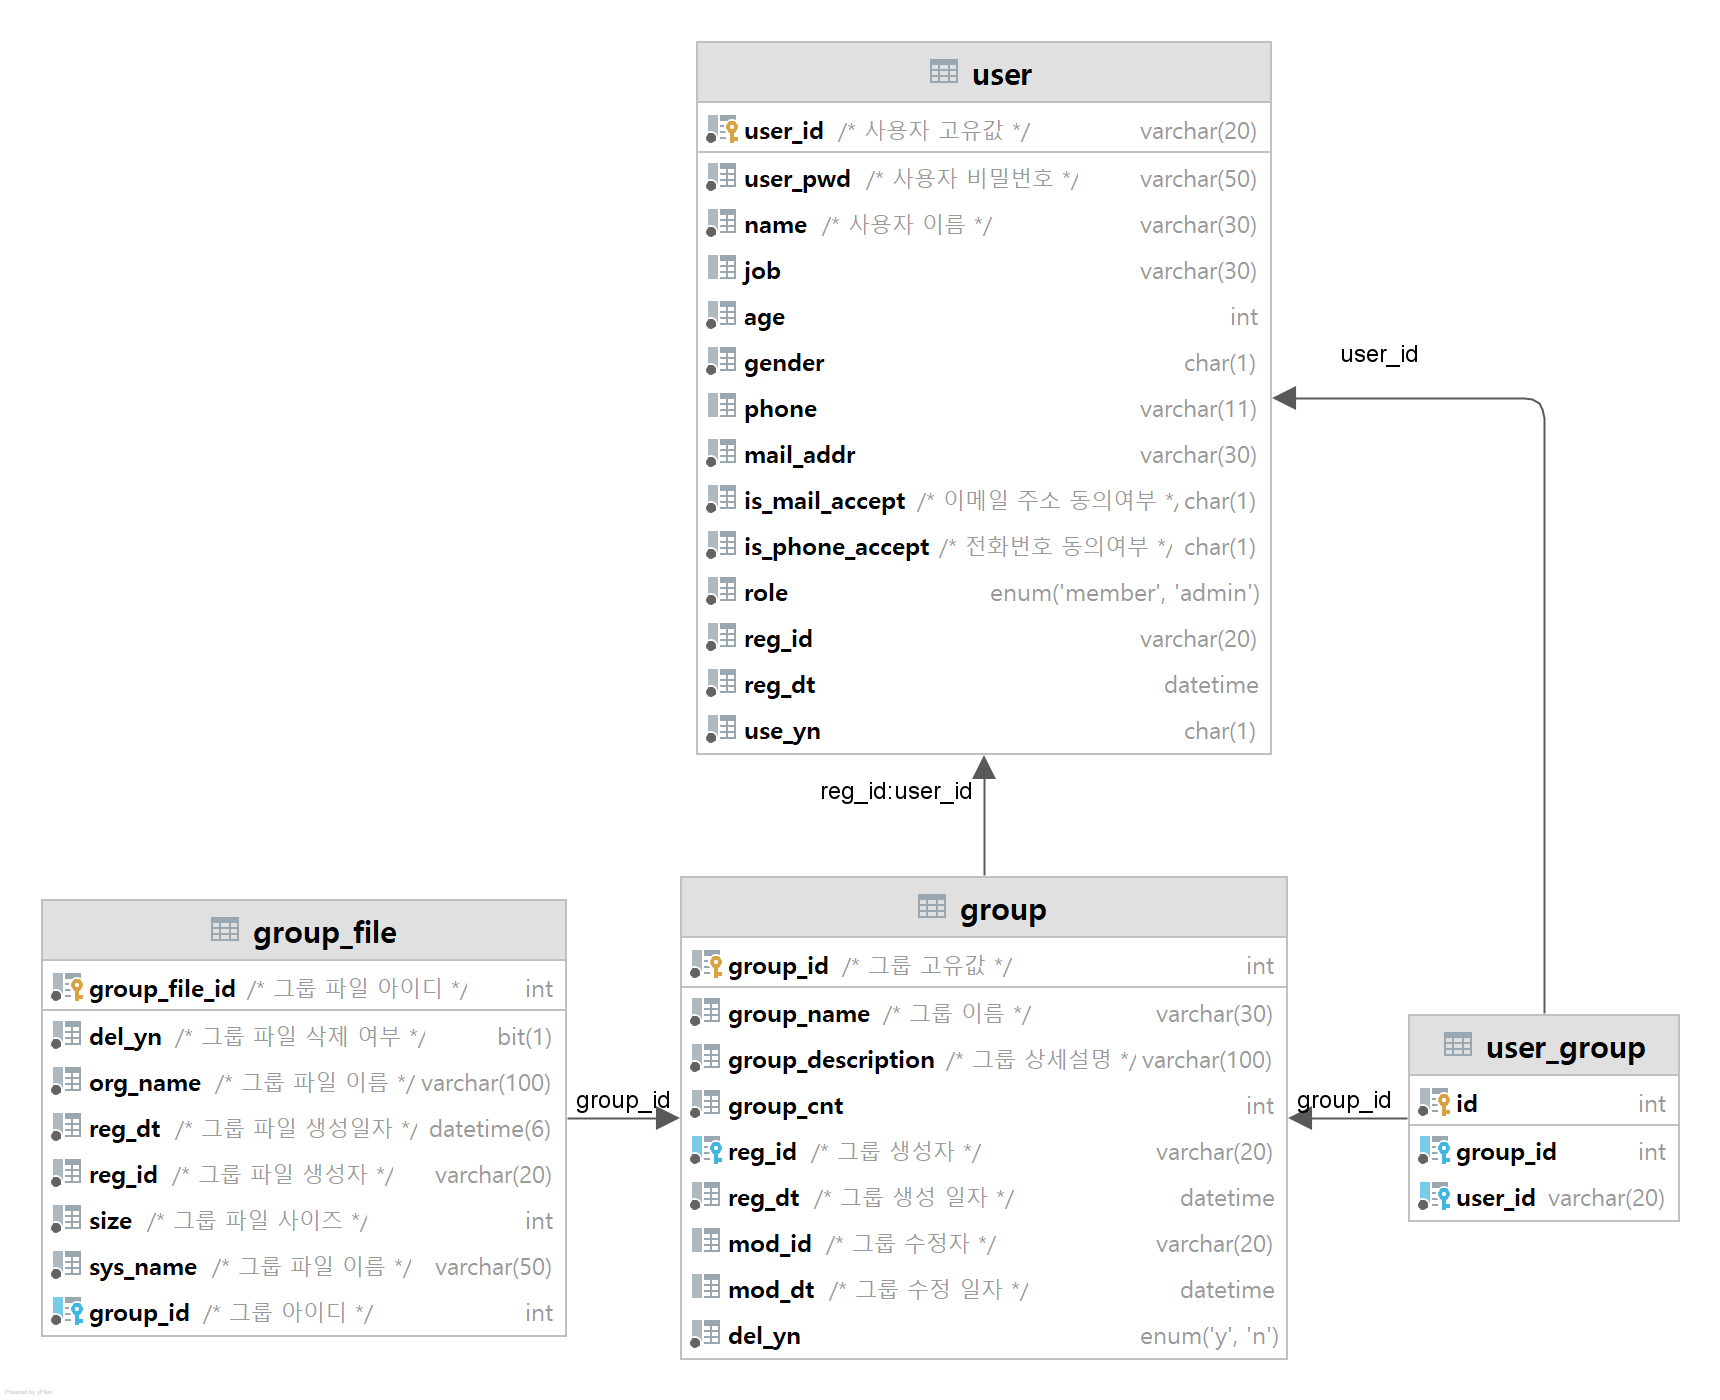 user
user_id /* 사용자 고유값 */ varchar(20)
user_pwd /* 사용자 비밀번호 */ varchar(50)
name /* 사용자 이름 */ varchar(30)
job varchar(30)
age int
gender char(1)
phone varchar(11)
mail_addr varchar(30)
is_mail_accept /* 이메일 주소 동의여부 */ char(1)
is_phone_accept /* 전화번호 동의여부 */ char(1)
role enum('member', 'admin')
reg_id varchar(20)
reg_dt datetime
use_yn char(1)
user_id
reg_id:user_id
group_file
group_file_id /* 그룹 파일 아이디 */ int
del_yn /* 그룹 파일 삭제 여부 */ bit(1)
org_name /* 그룹 파일 이름 */ varchar(100)
reg_dt /* 그룹 파일 생성일자 */ datetime(6)
reg_id /* 그룹 파일 생성자 */ varchar(20)
size /* 그룹 파일 사이즈 */ int
sys_name /* 그룹 파일 이름 */ varchar(50)
group_id /* 그룹 아이디 */ int
group_id
group
group_id /* 그룹 고유값 */ int
group_name /* 그룹 이름 */ varchar(30)
group_description /* 그룹 상세설명 */ varchar(100)
group_cnt int
reg_id /* 그룹 생성자 */ varchar(20)
reg_dt /* 그룹 생성 일자 */ datetime
mod_id /* 그룹 수정자 */ varchar(20)
mod_dt /* 그룹 수정 일자 */ datetime
del_yn enum('y', 'n')
group_id
user_group
id int
group_id int
user_id varchar(20)
Powered by yFiles